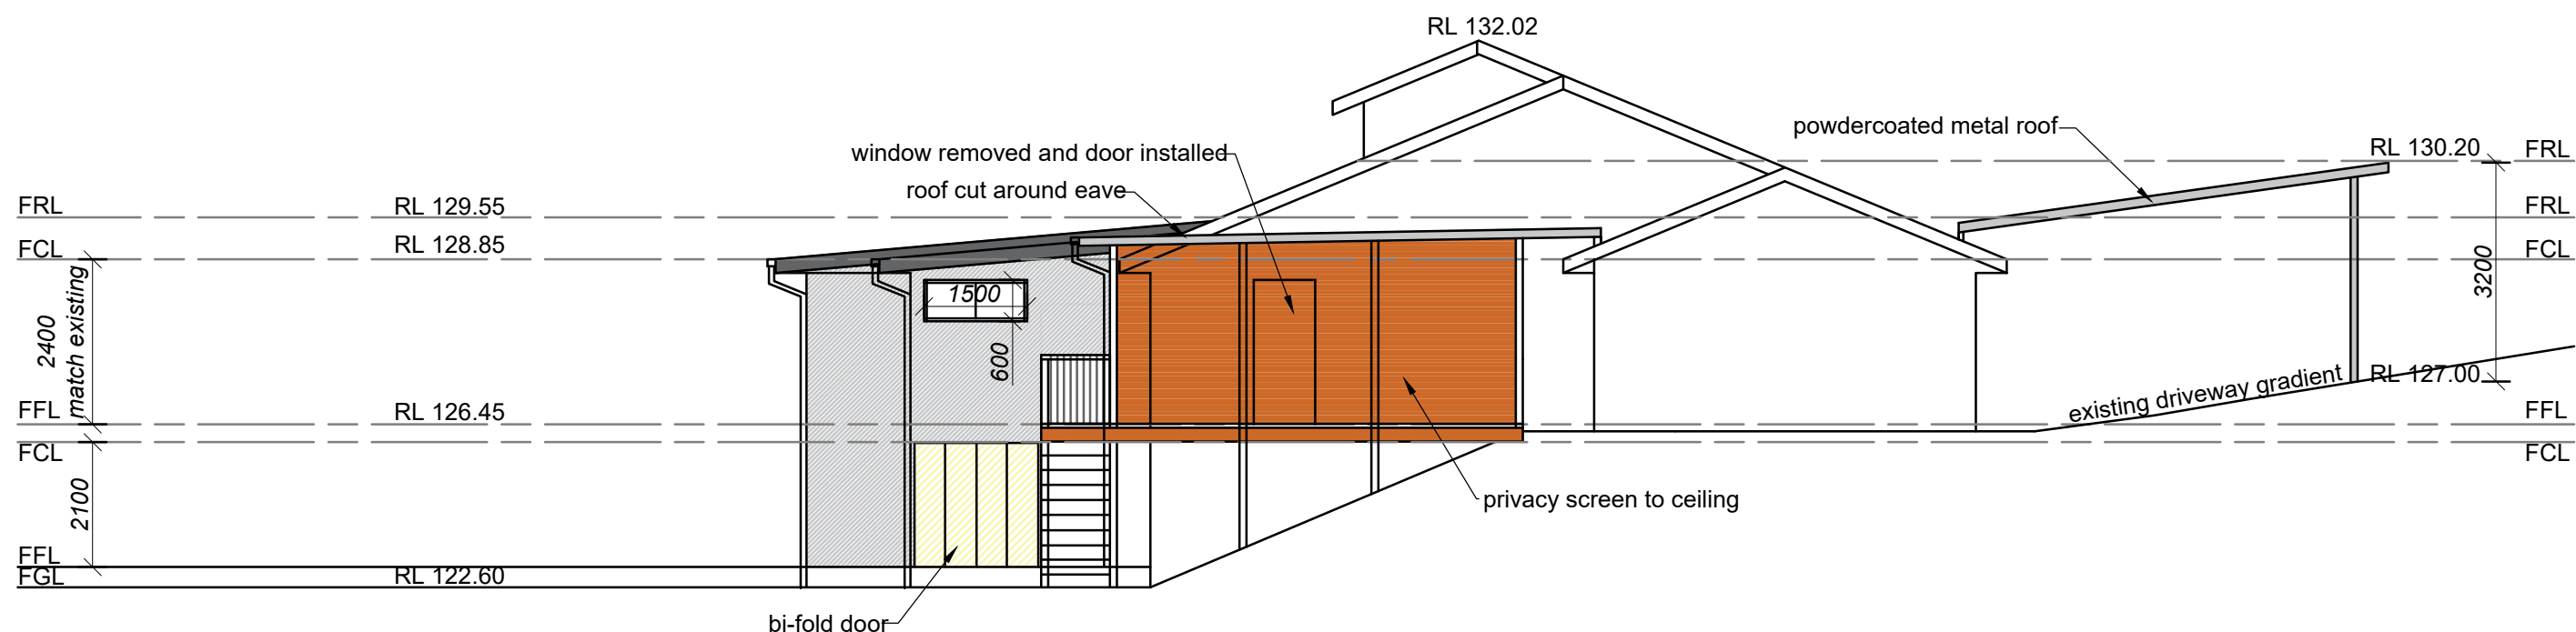 RL 132.02
powdercoated metal roof
window removed and door installed
RL 130.20
FRL
roof cut around eave
FRL
RL 129.55
FRL
FCL
RL 128.85
FCL
3200
1500
2400
match existing
600
RL 127.00
existing driveway gradient
FFL
RL 126.45
FFL
FCL
FCL
2100
privacy screen to ceiling
FFL
FGL
RL 122.60
bi-fold door